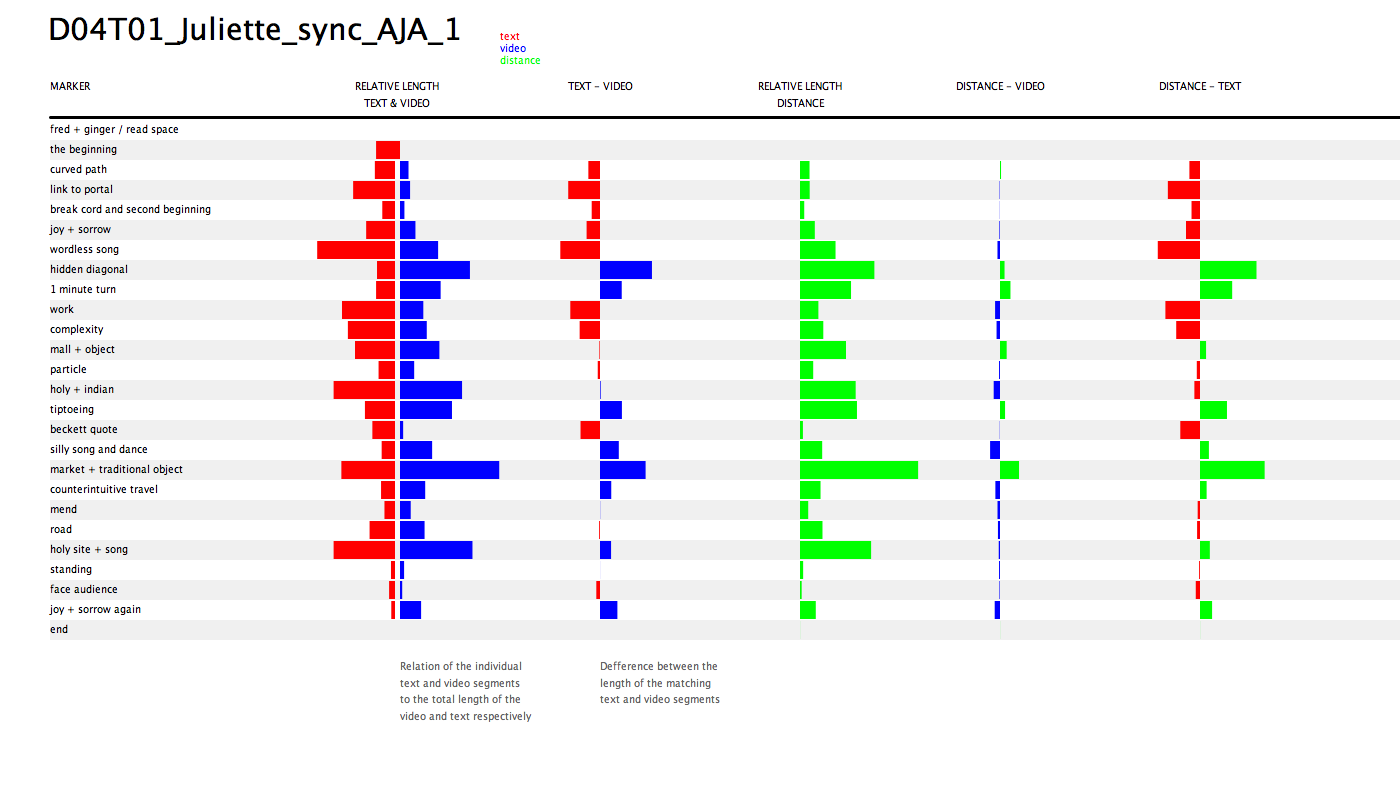 D04T01_Juliette_sync_AJA_1
text
video
distance
MARKER
RELATIVE LENGTH
TEXT & VIDEO
TEXT – VIDEO
RELATIVE LENGTH
DISTANCE
DISTANCE – VIDEO
DISTANCE – TEXT
fred + ginger / read space
the beginning
curved path
link to portal
break cord and second beginning
joy + sorrow
wordless song
hidden diagonal
1 minute turn
work
complexity
mall + object
particle
holy + indian
tiptoeing
beckett quote
silly song and dance
market + traditional object
counterintuitive travel
mend
road
holy site + song
standing
face audience
joy + sorrow again
end
Relation of the individual
text and video segments
to the total length of the
video and text respectively
Defference between the
length of the matching
text and video segments